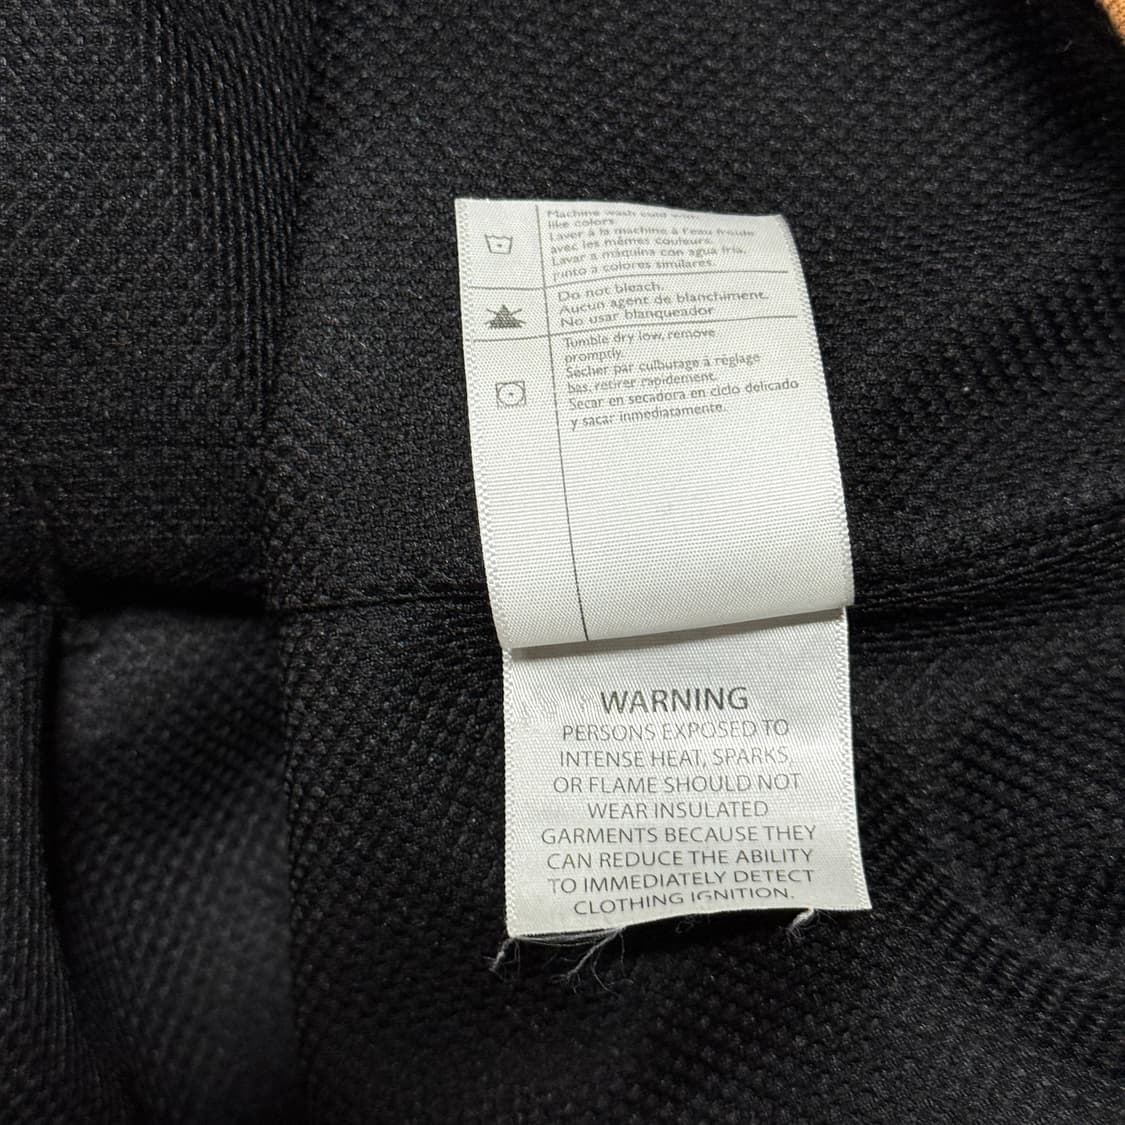 Machine wash cold with
like colors.
Laver à la machine à l'eau froide
avec les mêmes couleurs.
Lavar a máquina con agua fria,
junto a colores similares.
Do not bleach.
Aucun agent de blanchiment.
No usar blanqueador
Tumble dry low, remove
promptly.
Sécher par culbutage à réglage
bas, retirer rapidement.
Secar en secadora en ciclo delicado
y sacar inmediatamente.
WARNING
PERSONS EXPOSED TO
INTENSE HEAT, SPARKS,
OR FLAME SHOULD NOT
WEAR INSULATED
GARMENTS BECAUSE THEY
CAN REDUCE THE ABILITY
TO IMMEDIATELY DETECT
CLOTHING IGNITION.